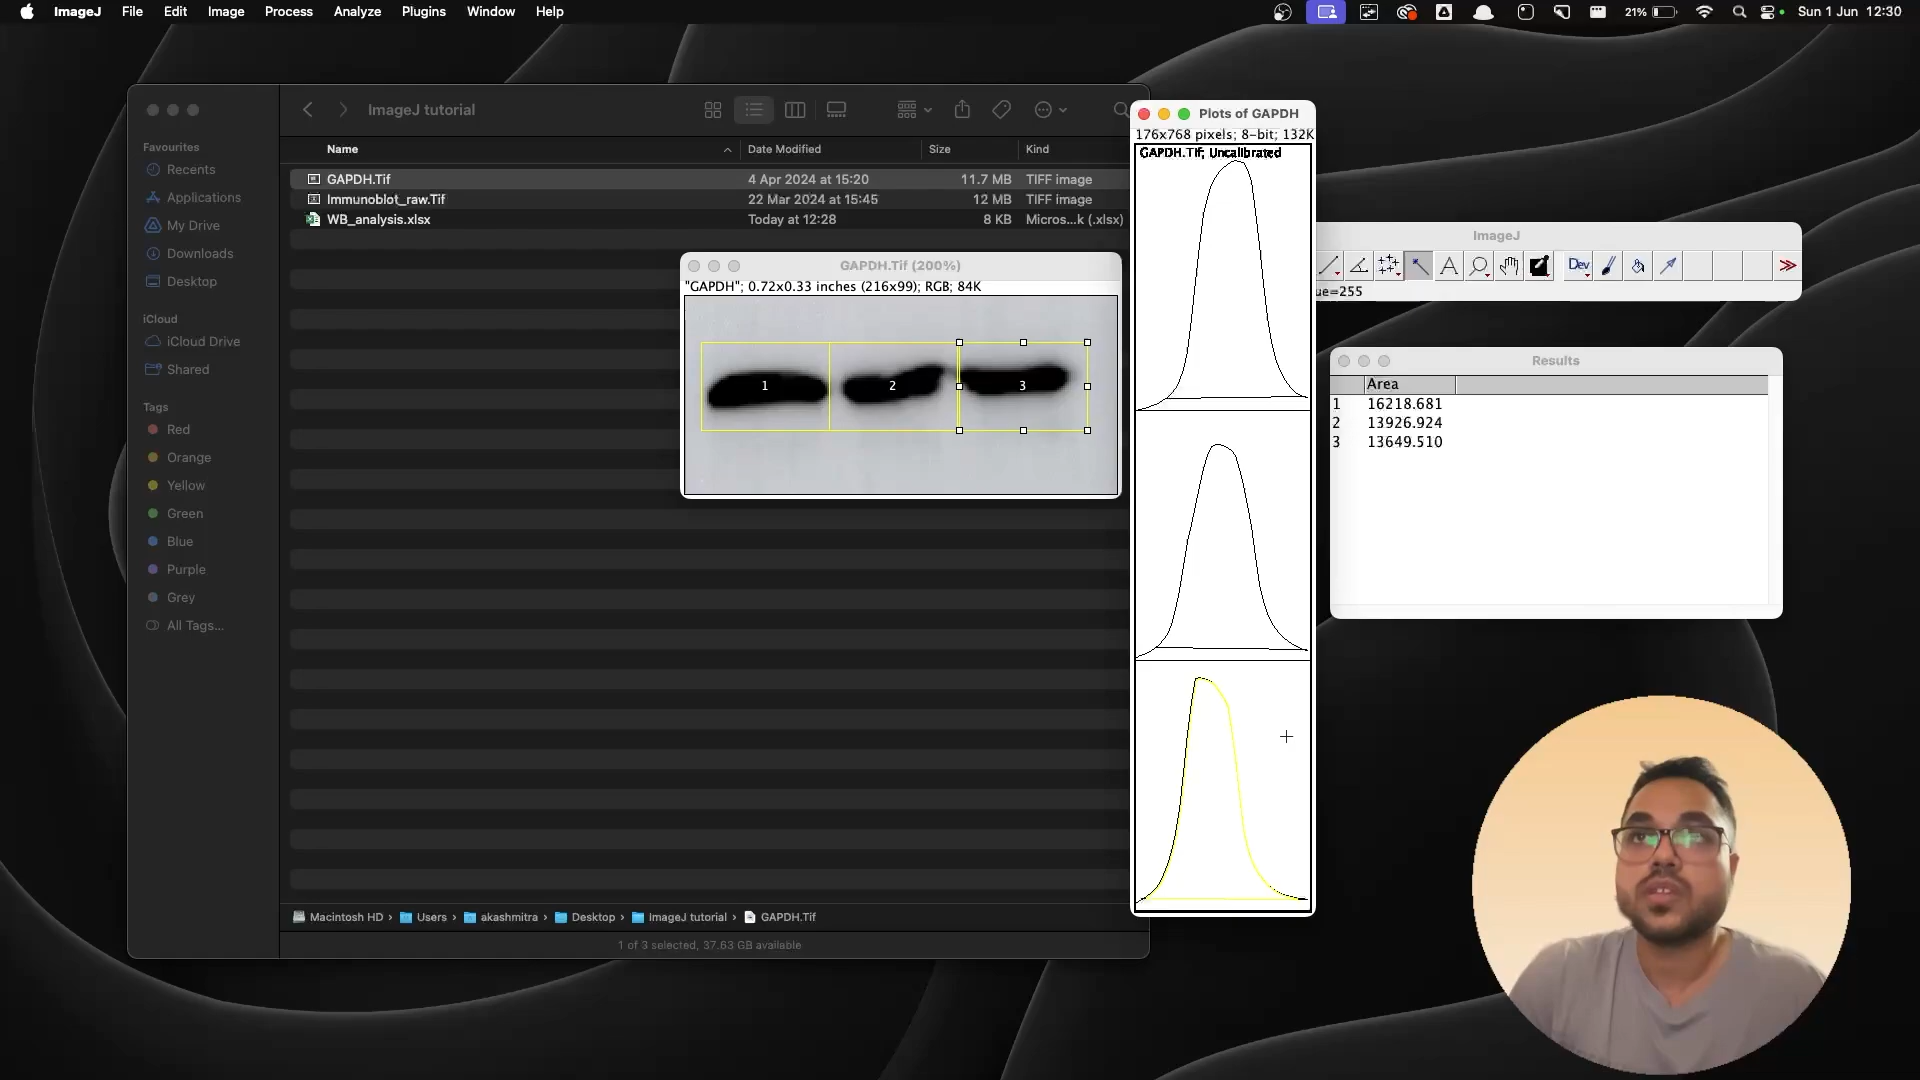 ImageJ File Edit Image Process Analyze Plugins Window Help
21% Sun 1 Jun 12:30
ImageJ tutorial
Favourites
Recents
Applications
My Drive
Downloads
Desktop
iCloud
iCloud Drive
Shared
Tags
Red
Orange
Yellow
Green
Blue
Purple
Grey
All Tags...
Name Date Modified Size Kind
GAPDH.Tif 4 Apr 2024 at 15:20 11.7 MB TIFF image
Immunoblot_raw.Tif 22 Mar 2024 at 15:45 12 MB TIFF image
WB_analysis.xlsx Today at 12:28 8 KB Micros...k (.xlsx)
GAPDH.Tif (200%)
"GAPDH"; 0.72x0.33 inches (216x99); RGB; 84K
1 2 3
Plots of GAPDH
176x768 pixels; 8-bit; 132K
GAPDH.Tif; Uncalibrated
ImageJ
Dev
ue=255
Results
Area
1 16218.681
2 13926.924
3 13649.510
Macintosh HD › Users › akashmitra › Desktop › ImageJ tutorial › GAPDH.Tif
1 of 3 selected, 37.63 GB available